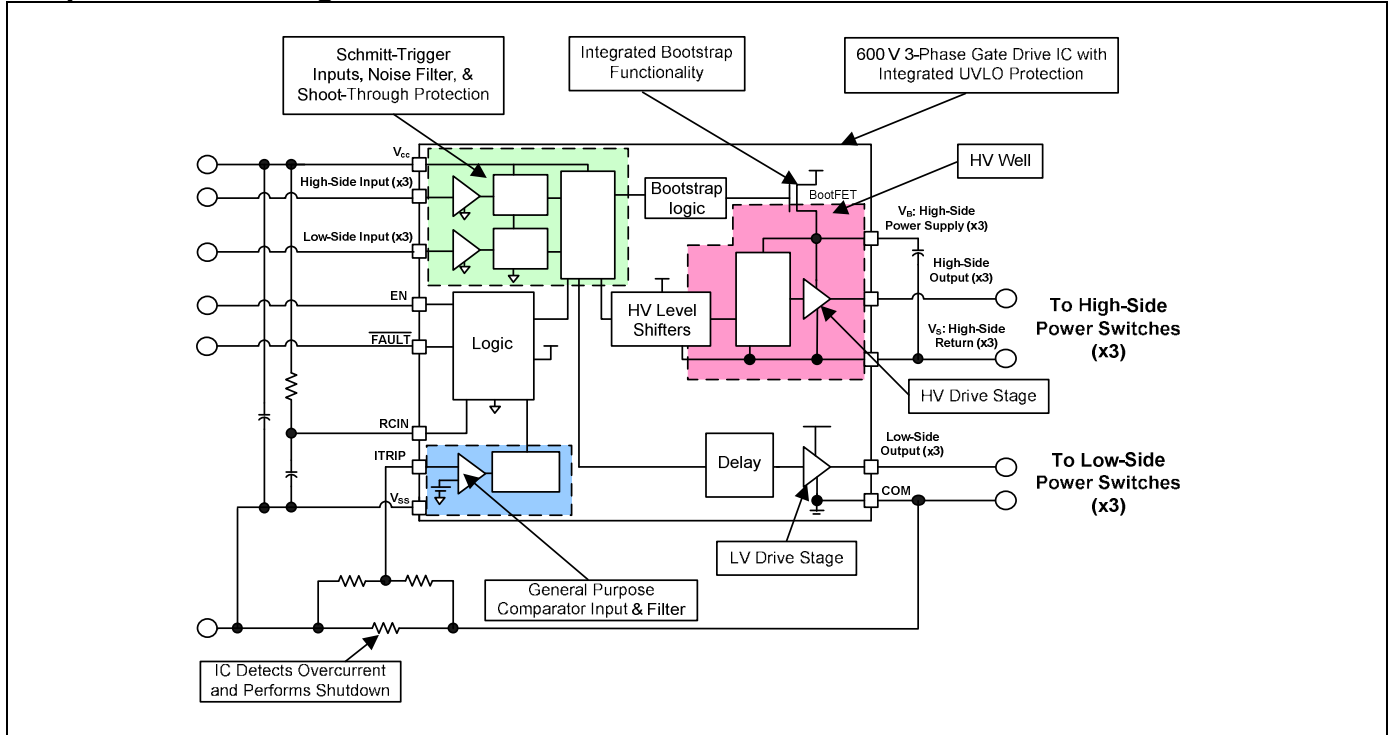 Schmitt-Trigger
Inputs, Noise Filter, &
Shoot-Through Protection
Integrated Bootstrap
Functionality
600 V 3-Phase Gate Drive IC with
Integrated UVLO Protection
HV Well
Vcc
High-Side Input (x3)
Low-Side Input (x3)
EN
FAULT
RCIN
ITRIP
VSS
Bootstrap
logic
BootFET
HV Level
Shifters
Logic
Delay
VB: High-Side
Power Supply (x3)
High-Side
Output (x3)
VS: High-Side
Return (x3)
To High-Side
Power Switches
(x3)
HV Drive Stage
Low-Side
Output (x3)
COM
To Low-Side
Power Switches
(x3)
LV Drive Stage
General Purpose
Comparator Input & Filter
IC Detects Overcurrent
and Performs Shutdown